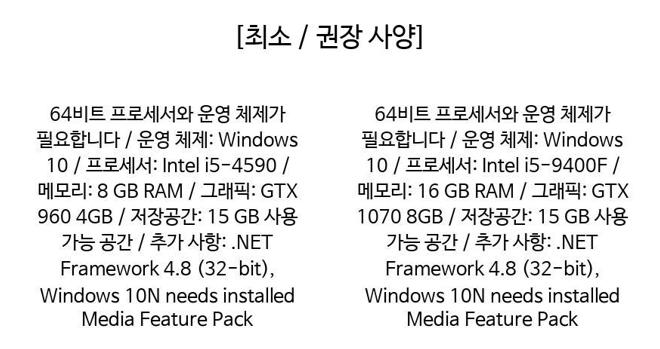 [최소 / 권장 사양]
64비트 프로세서와 운영 체제가
필요합니다 / 운영 체제: Windows
10 / 프로세서: Intel i5-4590 /
메모리: 8 GB RAM / 그래픽: GTX
960 4GB / 저장공간: 15 GB 사용
가능 공간 / 추가 사항: .NET
Framework 4.8 (32-bit),
Windows 10N needs installed
Media Feature Pack
64비트 프로세서와 운영 체제가
필요합니다 / 운영 체제: Windows
10 / 프로세서: Intel i5-9400F /
메모리: 16 GB RAM / 그래픽: GTX
1070 8GB / 저장공간: 15 GB 사용
가능 공간 / 추가 사항: .NET
Framework 4.8 (32-bit),
Windows 10N needs installed
Media Feature Pack